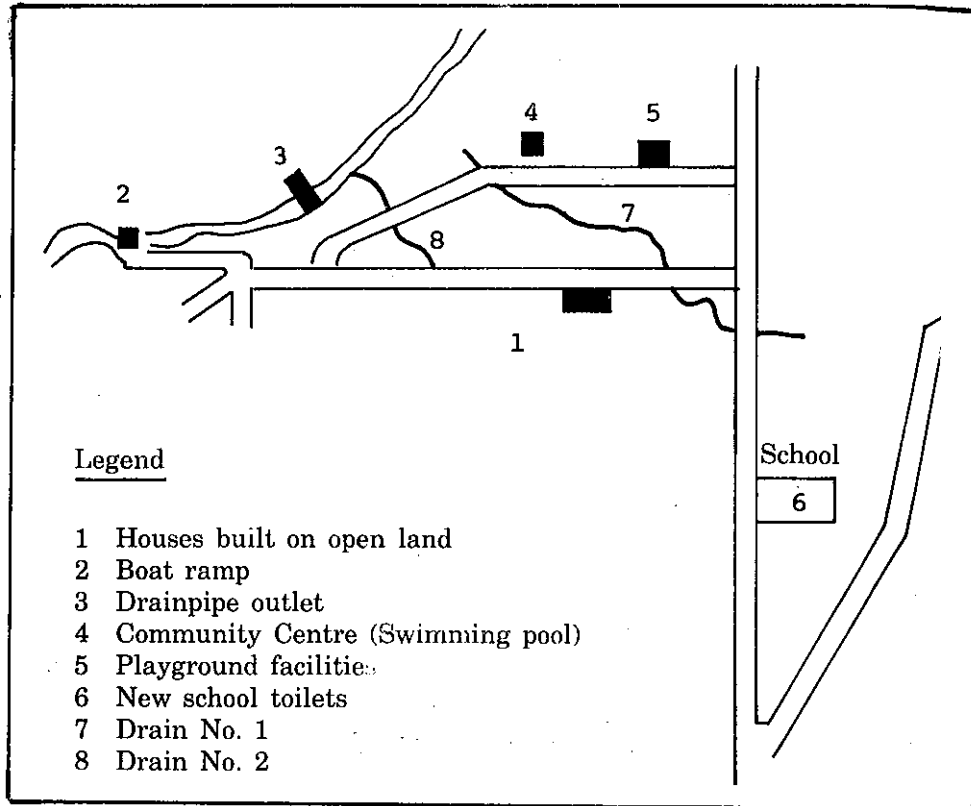 4
5
3
2
7
8
1
Legend
School
6
1 Houses built on open land
2 Boat ramp
3 Drainpipe outlet
4 Community Centre (Swimming pool)
5 Playground facilities
6 New school toilets
7 Drain No. 1
8 Drain No. 2